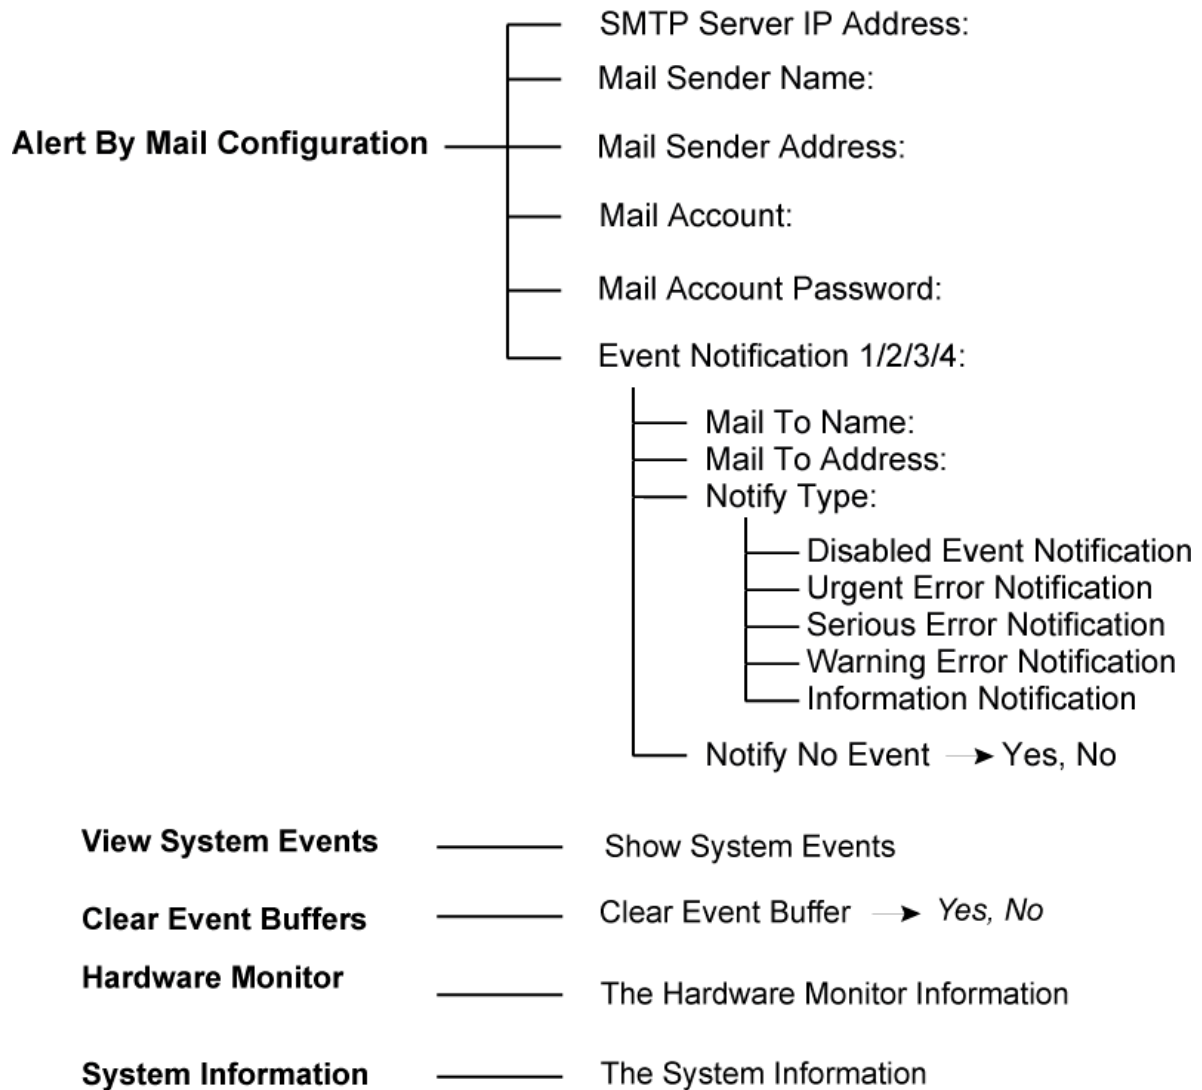 SMTP Server IP Address:
Mail Sender Name:
Alert By Mail Configuration
Mail Sender Address:
Mail Account:
Mail Account Password:
Event Notification 1/2/3/4:
Mail To Name:
Mail To Address:
Notify Type:
Disabled Event Notification
Urgent Error Notification
Serious Error Notification
Warning Error Notification
Information Notification
Notify No Event Yes, No
View System Events Show System Events
Clear Event Buffers Clear Event Buffer Yes, No
Hardware Monitor The Hardware Monitor Information
System Information The System Information